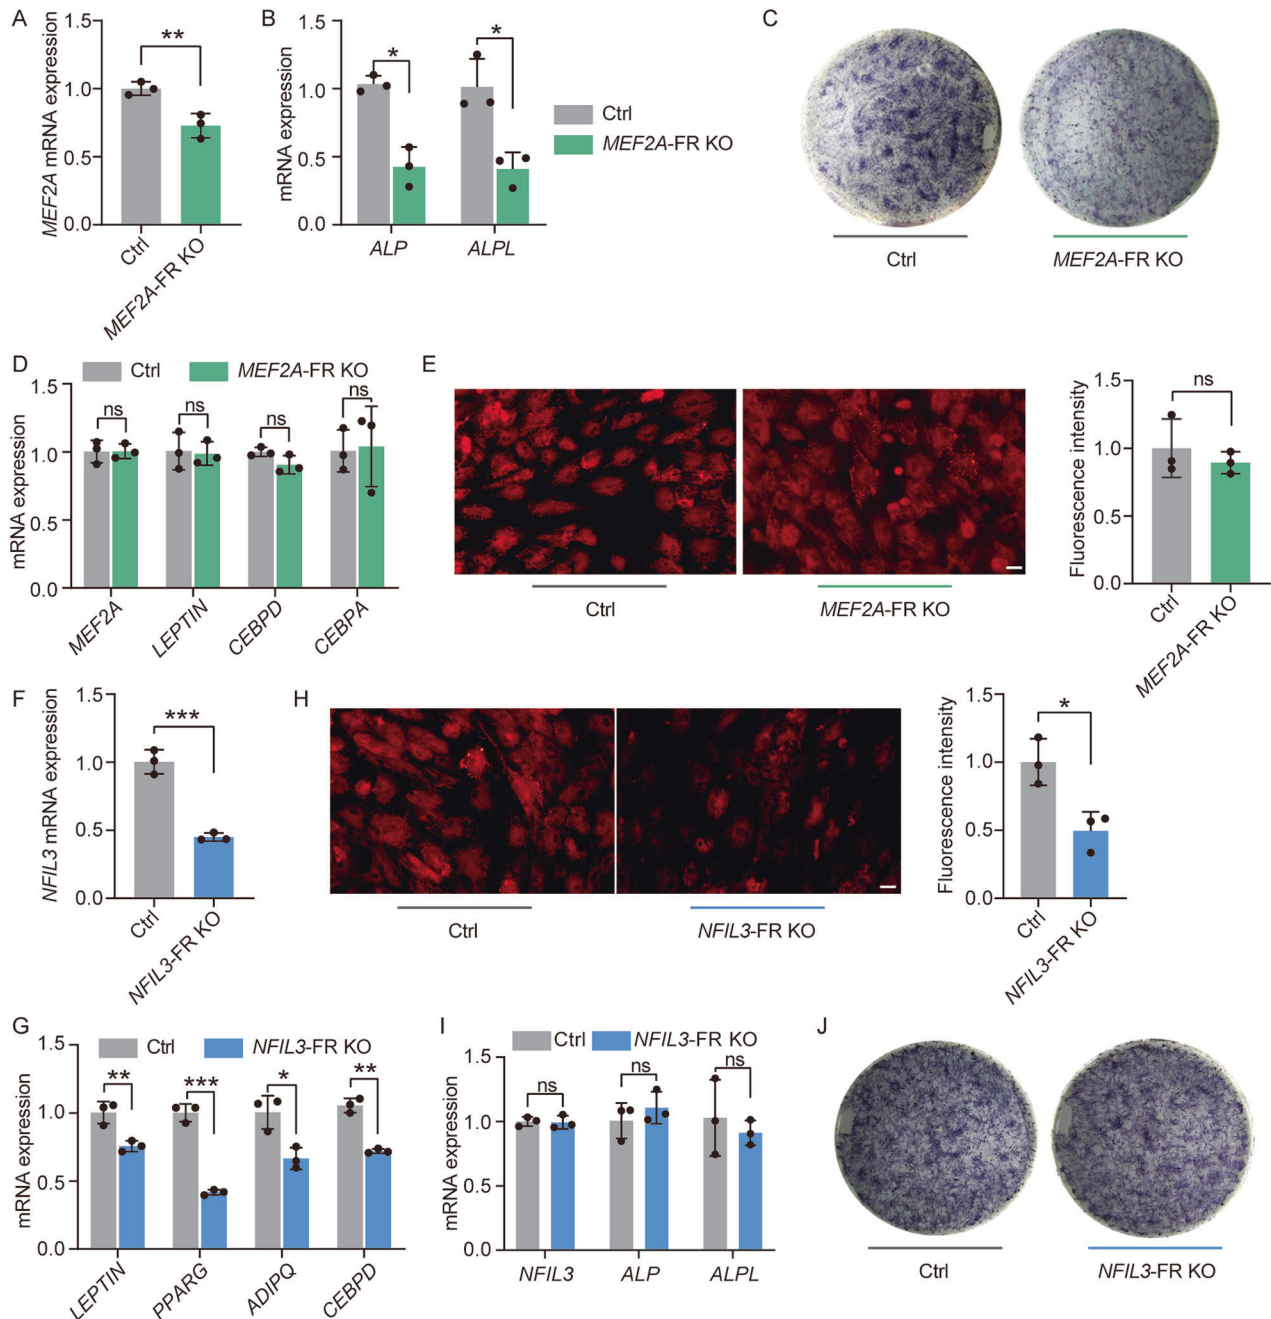 A
MEF2A mRNA expression
1.5
1.0
0.5
0.0
**
Ctrl
MEF2A-FR KO
B
mRNA expression
1.5
1.0
0.5
0.0
*
*
ALP
ALPL
Ctrl
MEF2A-FR KO
C
Ctrl
MEF2A-FR KO
D
Ctrl
MEF2A-FR KO
mRNA expression
1.5
1.0
0.5
0.0
ns
ns
ns
ns
MEF2A
LEPTIN
CEBPD
CEBPA
E
Ctrl
MEF2A-FR KO
Fluorescence intensity
1.5
1.0
0.5
0.0
ns
Ctrl
MEF2A-FR KO
F
NFIL3 mRNA expression
1.5
1.0
0.5
0.0
***
Ctrl
NFIL3-FR KO
H
Ctrl
NFIL3-FR KO
Fluorescence intensity
1.5
1.0
0.5
0.0
*
Ctrl
NFIL3-FR KO
G
Ctrl
NFIL3-FR KO
mRNA expression
1.5
1.0
0.5
0.0
**
***
*
**
LEPTIN
PPARG
ADIPQ
CEBPD
I
Ctrl
NFIL3-FR KO
mRNA expression
1.5
1.0
0.5
0.0
ns
ns
ns
NFIL3
ALP
ALPL
J
Ctrl
NFIL3-FR KO